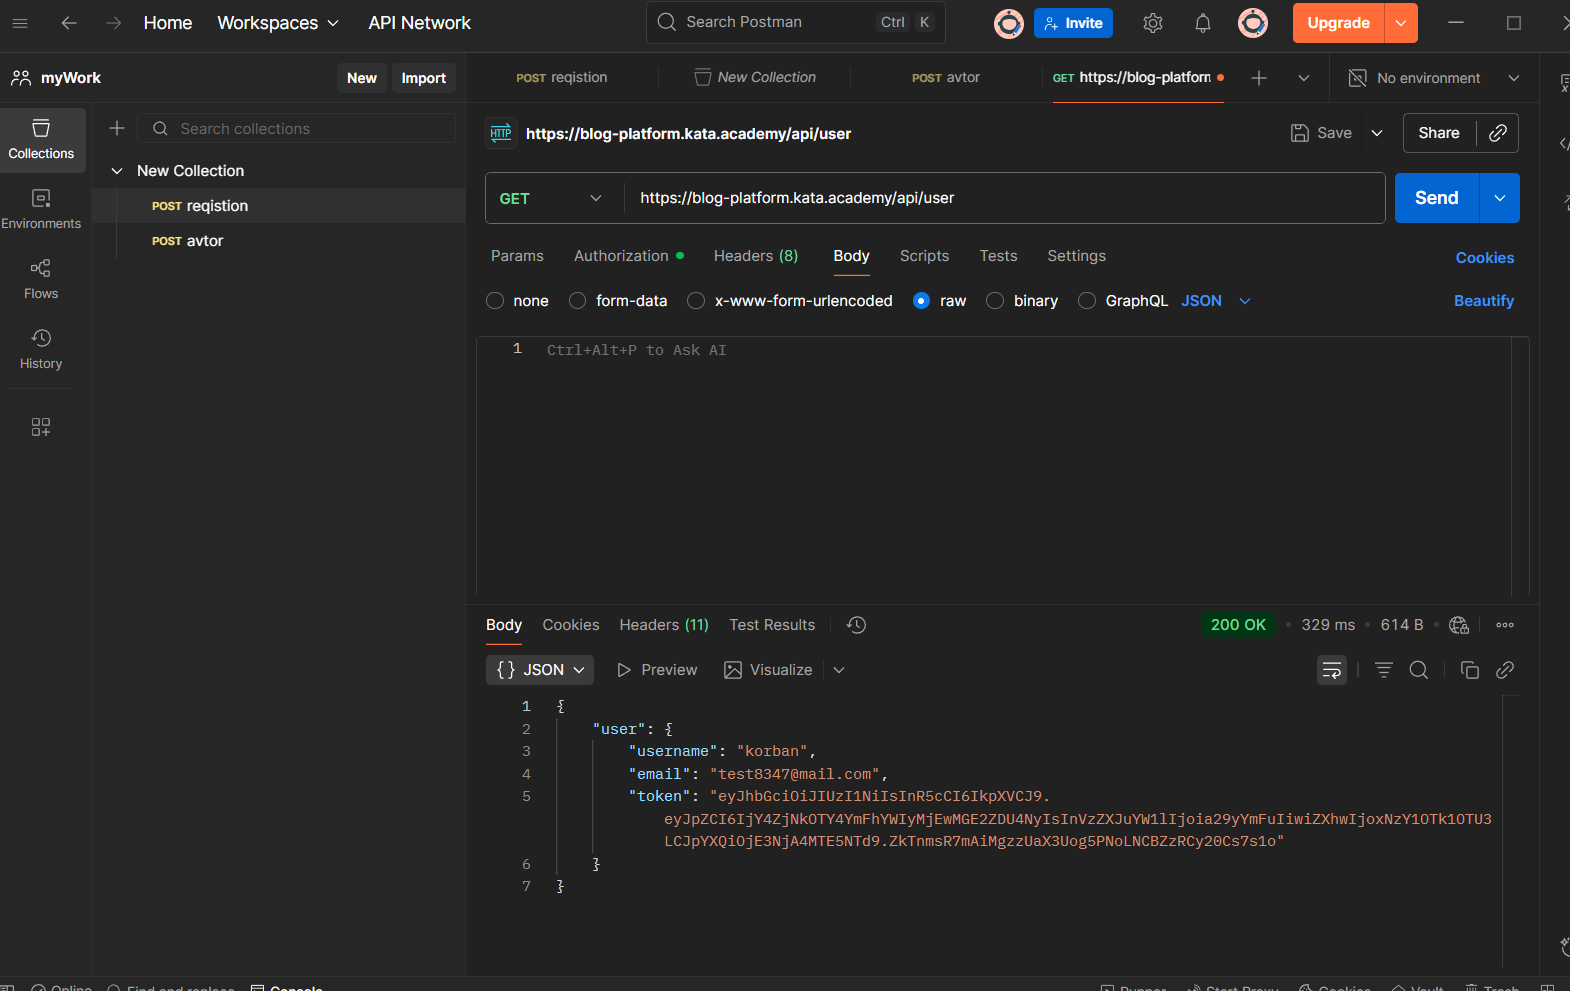 Home Workspaces API Network Search Postman Ctrl K Invite Upgrade
myWork New Import POST reqistion New Collection POST avtor GET https://blog-platforn No environment
Collections
Environments
Flows
History
Search collections
New Collection
POST reqistion
POST avtor
HTTP https://blog-platform.kata.academy/api/user Save Share
GET https://blog-platform.kata.academy/api/user Send
Params Authorization Headers (8) Body Scripts Tests Settings Cookies
none form-data x-www-form-urlencoded raw binary GraphQL JSON Beautify
1 Ctrl+Alt+P to Ask AI
Body Cookies Headers (11) Test Results 200 OK 329 ms 614 B
{} JSON Preview Visualize
1 {
2 "user": {
3 "username": "korban",
4 "email": "test8347@mail.com",
5 "token": "eyJhbGciOiJIUzI1NiIsInR5cCI6IkpXVCJ9.
eyJpZCI6IjY4ZjNkOTY4YmFhYWIyMjEwMGE2ZDU4NyIsInVzZXJuYW1lIjoia29yYmFuIiwiZXhwIjoxNzY1OTk1OTU3
LCJpYXQiOjE3NjA4MTE5NTd9.ZkTnmsR7mAiMgzzUaX3Uog5PNoLNCBZzRCy20Cs7s1o"
6 }
7 }
Online Find and replace Console Runner Start Proxy Cookies Vault Trash